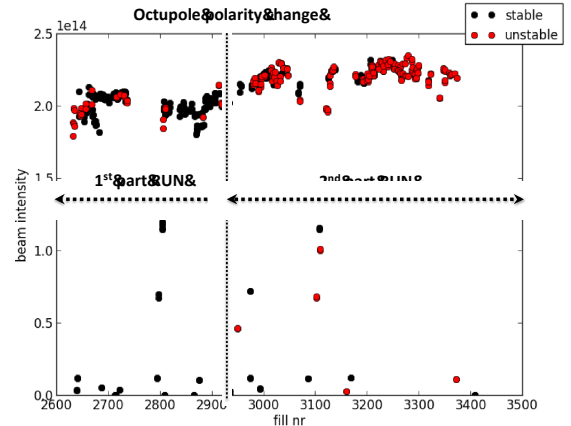 Octupole&polarity&change&
1e14
stable
unstable
2.5
2.0
1.5
1st&part&RUN&
2nd&part&RUN&
beam intensity
1.0
0.5
0.0
2600 2700 2800 2900 3000 3100 3200 3300 3400 3500
fill nr